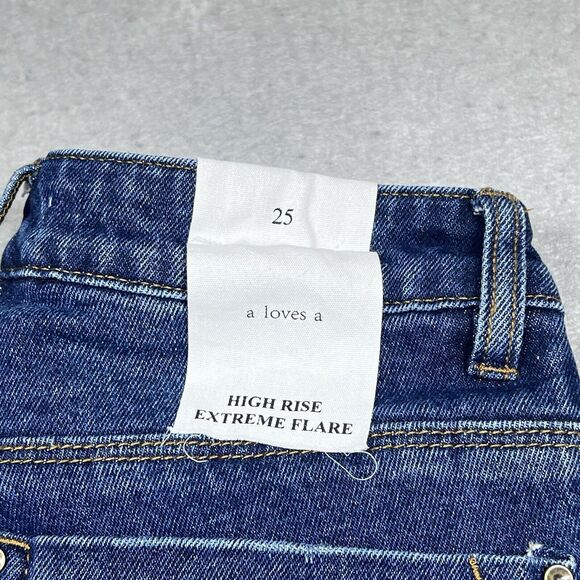 25
a loves a
HIGH RISE
EXTREME FLARE